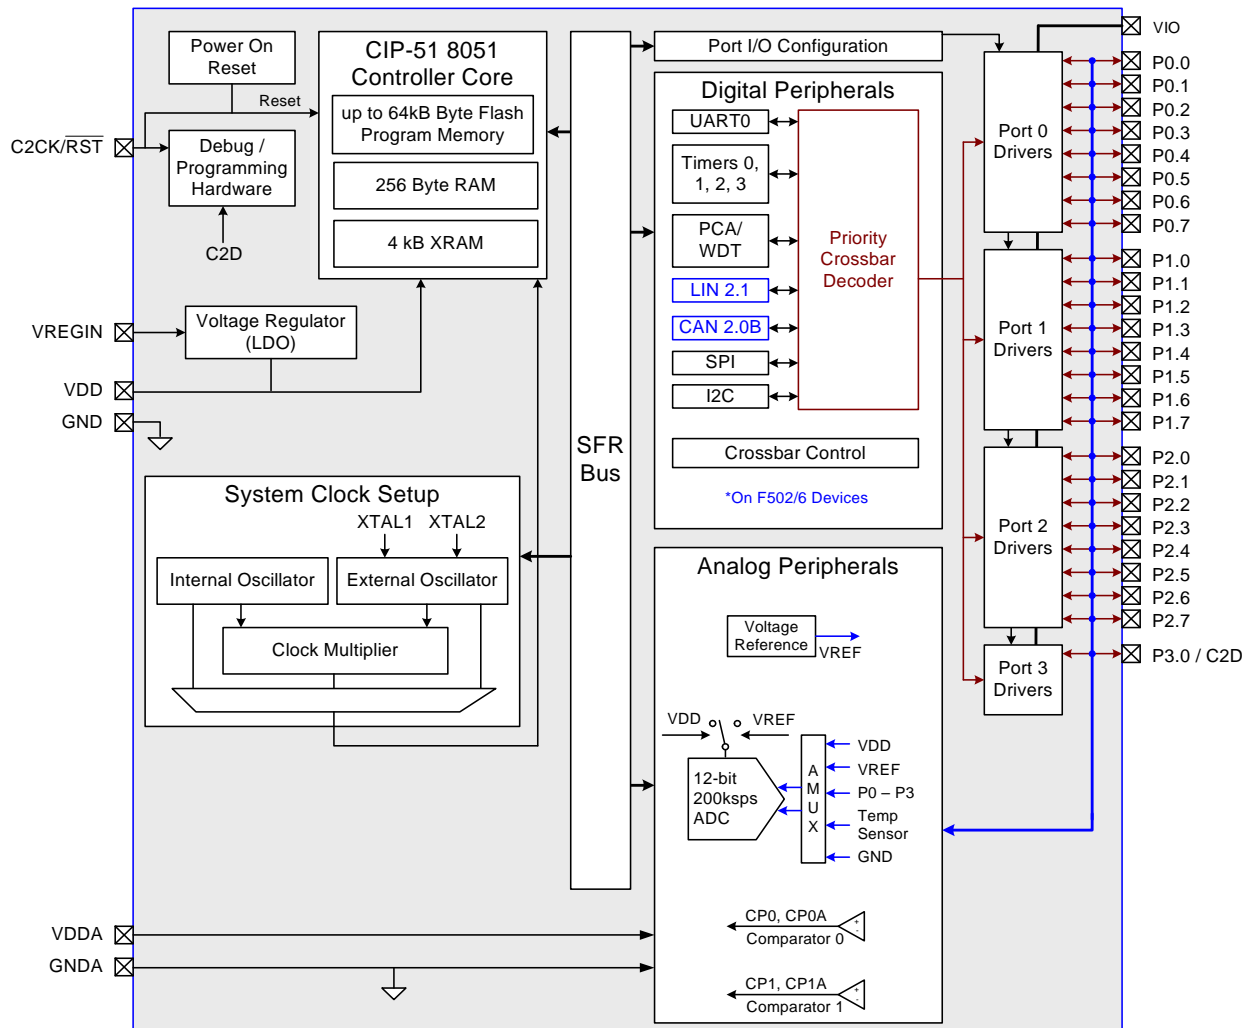 Power On
Reset
Reset
C2CK/RST
Debug /
Programming
Hardware
C2D
CIP-51 8051
Controller Core
up to 64kB Byte Flash
Program Memory
256 Byte RAM
4 kB XRAM
VREGIN
Voltage Regulator
(LDO)
VDD
GND
System Clock Setup
XTAL1
XTAL2
Internal Oscillator
External Oscillator
Clock Multiplier
VDDA
GNDA
SFR
Bus
Port I/O Configuration
Digital Peripherals
UART0
Timers 0,
1, 2, 3
PCA/
WDT
LIN 2.1
CAN 2.0B
SPI
I2C
Priority
Crossbar
Decoder
Crossbar Control
*On F502/6 Devices
Analog Peripherals
Voltage
Reference
VREF
VDD
VREF
12-bit
200ksps
ADC
A
M
U
X
VDD
VREF
P0 – P3
Temp
Sensor
GND
CP0, CP0A
Comparator 0
+
-
CP1, CP1A
Comparator 1
+
-
Port 0
Drivers
Port 1
Drivers
Port 2
Drivers
Port 3
Drivers
VIO
P0.0
P0.1
P0.2
P0.3
P0.4
P0.5
P0.6
P0.7
P1.0
P1.1
P1.2
P1.3
P1.4
P1.5
P1.6
P1.7
P2.0
P2.1
P2.2
P2.3
P2.4
P2.5
P2.6
P2.7
P3.0 / C2D